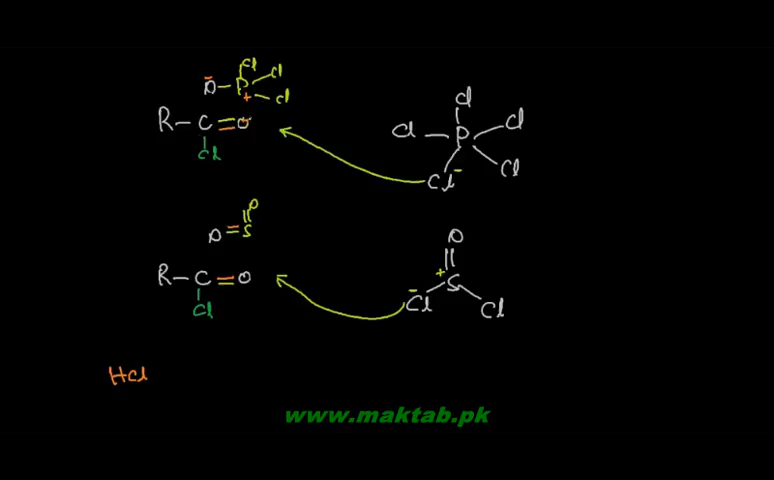 Cl
Cl
O - P
+ Cl
R - C = O
Cl
Cl
Cl - P Cl
Cl - Cl
O
O = S
R - C = O
Cl
O
+ S
- Cl Cl
HCl
www.maktab.pk